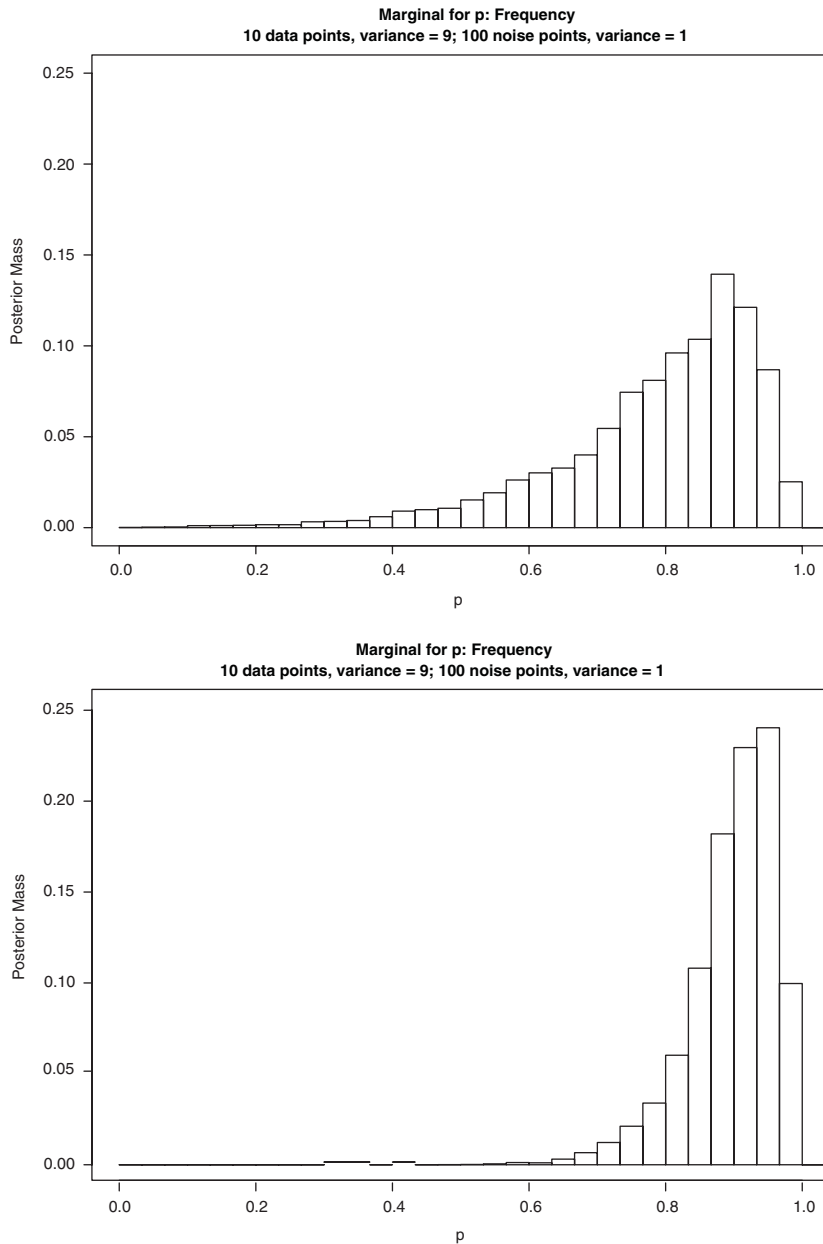 Marginal for p: Frequency
10 data points, variance = 9; 100 noise points, variance = 1
0.25
0.20
0.15
0.10
0.05
0.00
Posterior Mass
0.0 0.2 0.4 0.6 0.8 1.0
p
Marginal for p: Frequency
10 data points, variance = 9; 100 noise points, variance = 1
0.25
0.20
0.15
0.10
0.05
0.00
Posterior Mass
0.0 0.2 0.4 0.6 0.8 1.0
p